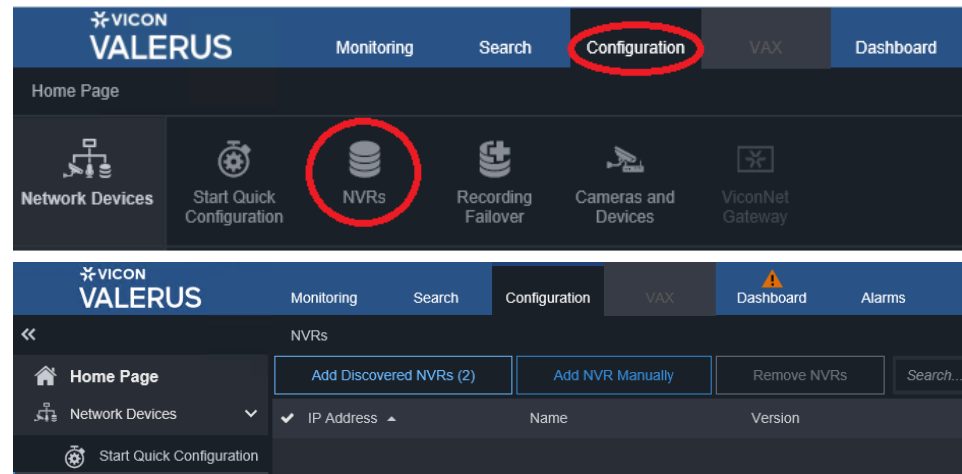 VICON
VALERUS
Monitoring
Search
Configuration
VAX
Dashboard
Home Page
Network Devices
Start Quick
Configuration
NVRs
Recording
Failover
Cameras and
Devices
ViconNet
Gateway
VICON
VALERUS
Monitoring
Search
Configuration
VAX
Dashboard
Alarms
NVRs
Home Page
Add Discovered NVRs (2)
Add NVR Manually
Remove NVRs
Search...
Network Devices
IP Address
Name
Version
Start Quick Configuration